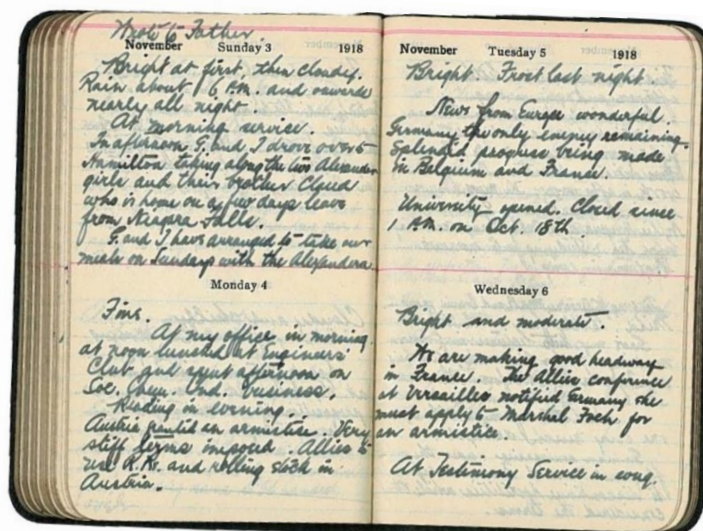 Wrote to Father
November Sunday 3 1918
Bright at first, then cloudy.
Rain about 6 P.M. and onwards
nearly all night.
At morning service.
In afternoon G. and I drove over to
Hamilton taking along the two Alexander
girls and their brother Claud
who is home on a few days leave
from Niagara Falls.
G. and I have arranged to take our
meals on Sundays with the Alexanders
Monday 4
Fine.
At my office in morning
at noon lunched at Engineers'
Club and spent afternoon on
Soc. Chem. Ind. business.
Reading in evening.
Austria granted an armistice. Very
stiff terms imposed. Allies to
use R.Rs. and rolling stock in
Austria.
November Tuesday 5 1918
Bright. Frost last night
News from Europe wonderful.
Germany the only enemy remaining.
Splendid progress being made
in Belgium and France.
University opened. Closed since
1 P.M. on Oct. 18th.
Wednesday 6
Bright and moderate.
We are making good headway
in France. The Allies conference
at Versailles notified Germany she
must apply to Marshal Foch for
an armistice
At Testimony Service in evng.